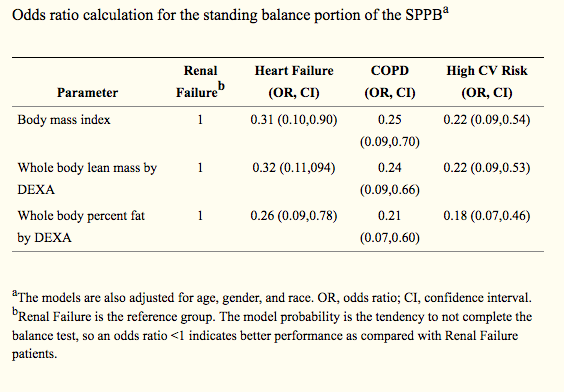 Odds ratio calculation for the standing balance portion of the SPPBa
Renal Heart Failure COPD High CV Risk
Parameter Failureb (OR, CI) (OR, CI) (OR, CI)
Body mass index 1 0.31 (0.10,0.90) 0.25 0.22 (0.09,0.54)
(0.09,0.70)
Whole body lean mass by 1 0.32 (0.11,094) 0.24 0.22 (0.09,0.53)
DEXA (0.09,0.66)
Whole body percent fat 1 0.26 (0.09,0.78) 0.21 0.18 (0.07,0.46)
by DEXA (0.07,0.60)
aThe models are also adjusted for age, gender, and race. OR, odds ratio; CI, confidence interval.
bRenal Failure is the reference group. The model probability is the tendency to not complete the
balance test, so an odds ratio <1 indicates better performance as compared with Renal Failure
patients.